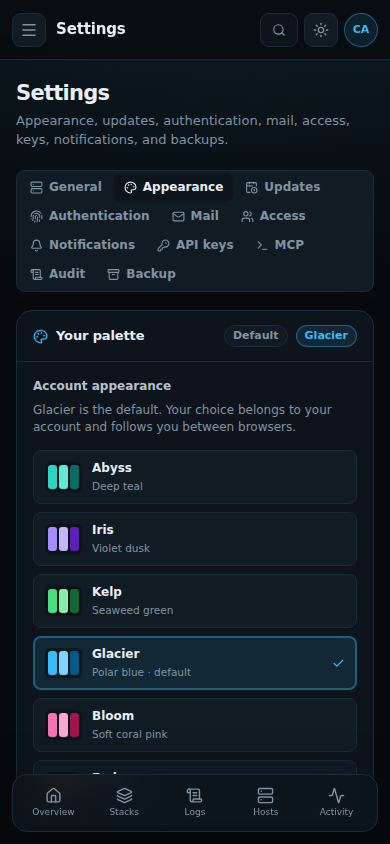 Settings
CA
Settings
Appearance, updates, authentication, mail, access,
keys, notifications, and backups.
General Appearance Updates
Authentication Mail Access
Notifications API keys MCP
Audit Backup
Your palette Default Glacier
Account appearance
Glacier is the default. Your choice belongs to your
account and follows you between browsers.
Abyss
Deep teal
Iris
Violet dusk
Kelp
Seaweed green
Glacier
Polar blue · default
Bloom
Soft coral pink
Overview Stacks Logs Hosts Activity